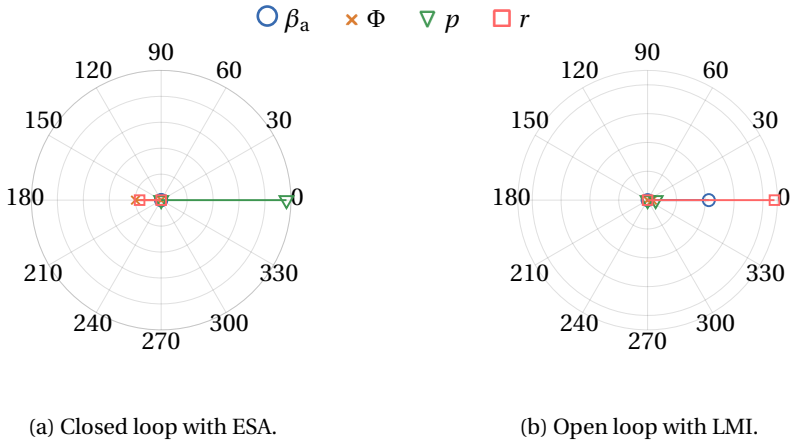 βa Φ p r
90 90
120 60 120 60
150 30 150 30
180 0 180 0
210 330 210 330
240 300 240 300
270 270
(a) Closed loop with ESA. (b) Open loop with LMI.